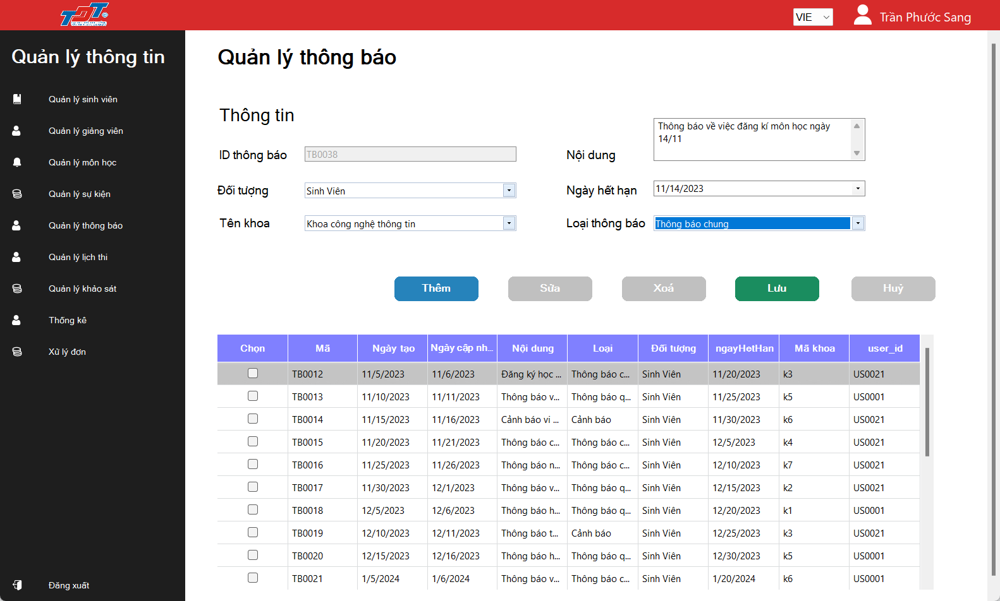 TDT
VIE
Trần Phước Sang
Quản lý thông tin
Quản lý sinh viên
Quản lý giảng viên
Quản lý môn học
Quản lý sự kiện
Quản lý thông báo
Quản lý lịch thi
Quản lý khảo sát
Thống kê
Xử lý đơn
Đăng xuất
Quản lý thông báo
Thông tin
ID thông báo TB0038
Nội dung Thông báo về việc đăng kí môn học ngày
14/11
Đối tượng Sinh Viên
Ngày hết hạn 11/14/2023
Tên khoa Khoa công nghệ thông tin
Loại thông báo Thông báo chung
Thêm Sữa Xoá Lưu Huỷ
Chọn Mã Ngày tạo Ngày cập nh... Nội dung Loại Đối tượng ngayHetHan Mã khoa user_id
TB0012 11/5/2023 11/6/2023 Đăng ký học ... Thông báo c... Sinh Viên 11/20/2023 k3 US0021
TB0013 11/10/2023 11/11/2023 Thông báo v... Thông báo q... Sinh Viên 11/25/2023 k5 US0001
TB0014 11/15/2023 11/16/2023 Cảnh báo vi ... Cảnh báo Sinh Viên 11/30/2023 k6 US0021
TB0015 11/20/2023 11/21/2023 Thông báo c... Thông báo c... Sinh Viên 12/5/2023 k4 US0021
TB0016 11/25/2023 11/26/2023 Thông báo n... Thông báo c... Sinh Viên 12/10/2023 k7 US0021
TB0017 11/30/2023 12/1/2023 Thông báo v... Thông báo q... Sinh Viên 12/15/2023 k2 US0021
TB0018 12/5/2023 12/6/2023 Thông báo h... Thông báo q... Sinh Viên 12/20/2023 k1 US0001
TB0019 12/10/2023 12/11/2023 Thông báo t... Cảnh báo Sinh Viên 12/25/2023 k3 US0021
TB0020 12/15/2023 12/16/2023 Thông báo h... Thông báo q... Sinh Viên 12/30/2023 k5 US0001
TB0021 1/5/2024 1/6/2024 Thông báo v... Thông báo c... Sinh Viên 1/20/2024 k6 US0001